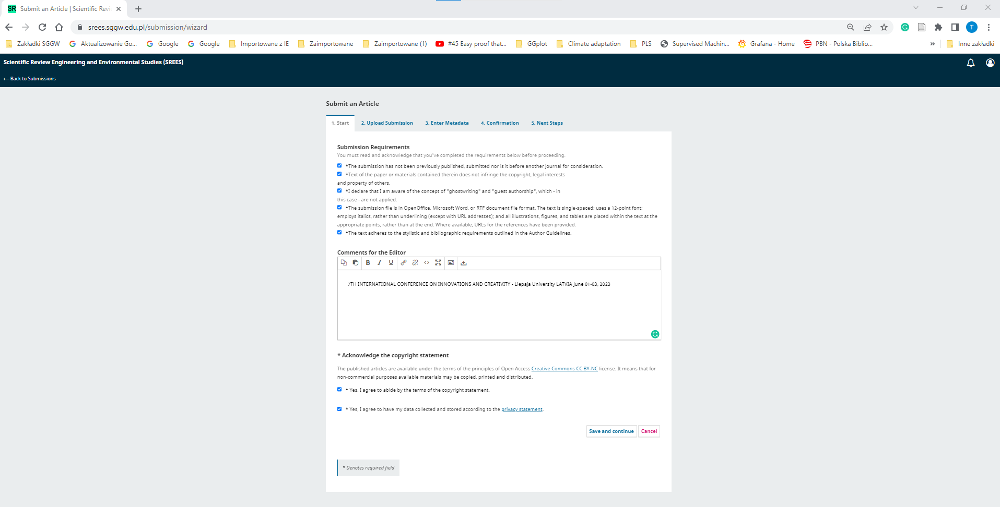 SR Submit an Article | Scientific Revi
srees.sggw.edu.pl/submission/wizard
T
Zakładki SGGW
Aktualizowanie Go...
Google
Google
Importowane z IE
Zaimportowane
Zaimportowane (1)
#45 Easy proof that...
GGplot
Climate adaptation
PLS
Supervised Machin...
Grafana - Home
PBN - Polska Biblio...
»
Inne zakładki
Scientific Review Engineering and Environmental Studies (SREES)
← Back to Submissions
Submit an Article
1. Start
2. Upload Submission
3. Enter Metadata
4. Confirmation
5. Next Steps
Submission Requirements
You must read and acknowledge that you've completed the requirements below before proceeding.
*The submission has not been previously published, submitted nor is it before another journal for consideration.
*Text of the paper or materials contained therein does not infringe the copyright, legal interests
and property of others.
*I declare that I am aware of the concept of "ghostwriting" and "guest authorship", which - in
this case - are not applied.
*The submission file is in OpenOffice, Microsoft Word, or RTF document file format. The text is single-spaced; uses a 12-point font;
employs italics, rather than underlining (except with URL addresses); and all illustrations, figures, and tables are placed within the text at the
appropriate points, rather than at the end. Where available, URLs for the references have been provided.
*The text adheres to the stylistic and bibliographic requirements outlined in the Author Guidelines.
Comments for the Editor
B I U
7TH INTERNATIONAL CONFERENCE ON INNOVATIONS AND CREATIVITY - Liepaja University LATVIA June 01-03, 2023
* Acknowledge the copyright statement
The published articles are available under the terms of the principles of Open Access Creative Commons CC BY-NC license. It means that for
non-commercial purposes available materials may be copied, printed and distributed.
* Yes, I agree to abide by the terms of the copyright statement.
* Yes, I agree to have my data collected and stored according to the privacy statement.
Save and continue
Cancel
* Denotes required field